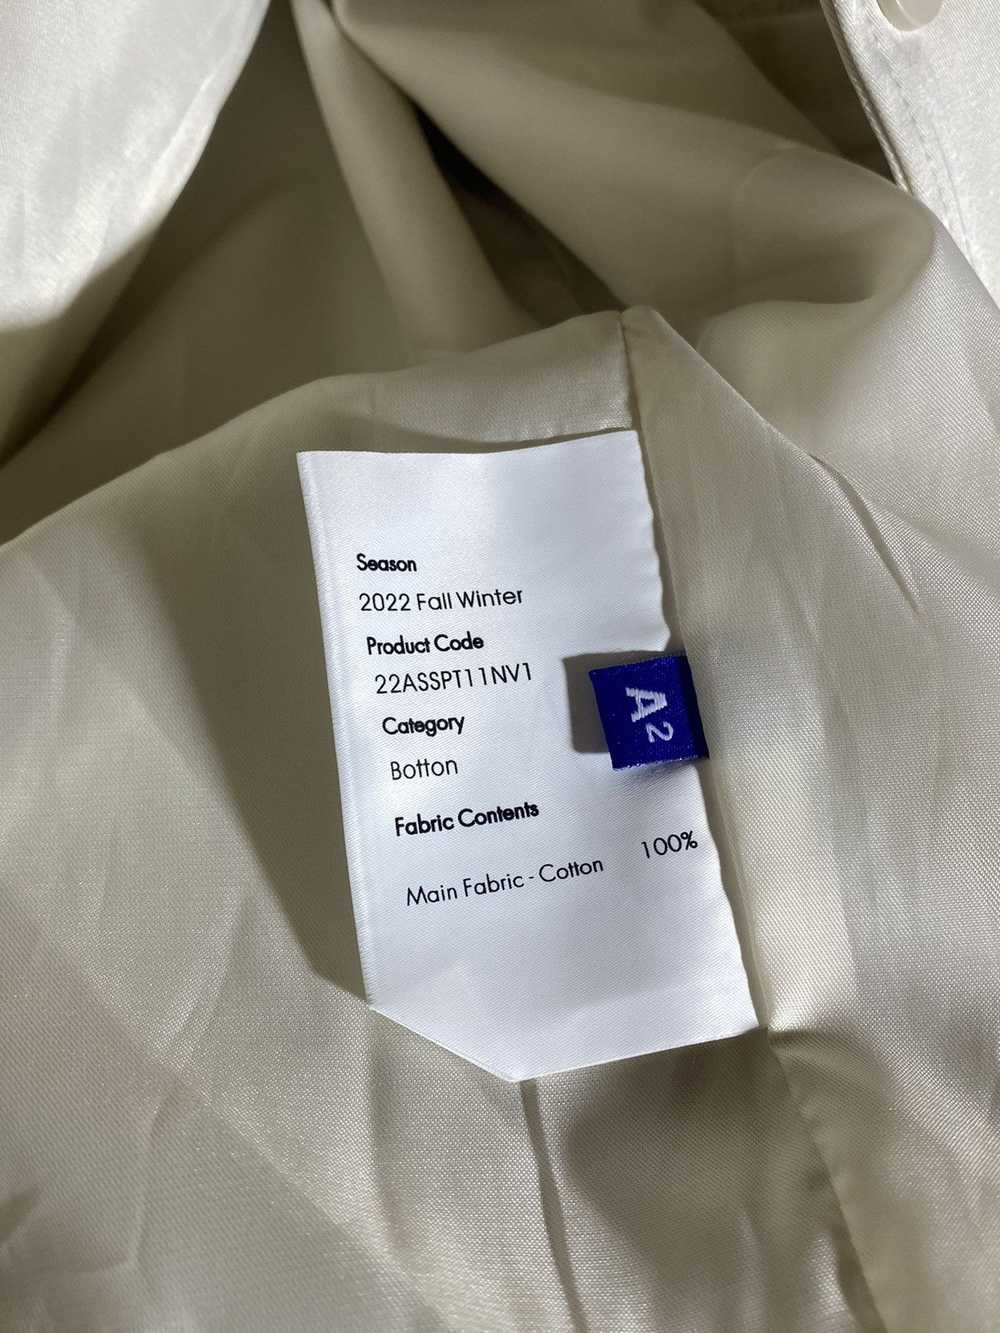 Season
2022 Fall Winter
Product Code
22ASSPT11NV1
Category
Botton
Fabric Contents
Main Fabric - Cotton 100%
A2